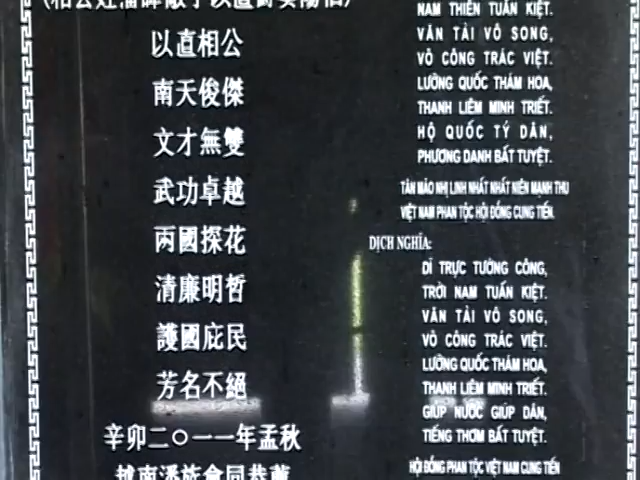 以直相公
南天俊傑
文才無雙
武功卓越
丙國探花
清廉明哲
護國庇民
芳名不絕
辛卯二〇一一年孟秋
越南潘族會同恭薦
NAM THIÊN TUẤN KIỆT.
VĂN TÀI VÔ SONG,
VÕ CÔNG TRÁC VIỆT.
LƯỠNG QUỐC THÁM HOA,
THANH LIÊM MINH TRIẾT.
HỘ QUỐC TÝ DÂN,
PHƯƠNG DANH BẤT TUYỆT.
TÂN MÃO NHỊ LINH NHẤT NHẤT NIÊN MẠNH THU
VIỆT NAM PHAN TỘC HỘI ĐỒNG CUNG TIẾN.
DỊCH NGHĨA:
DĨ TRỰC TƯỚNG CÔNG,
TRỜI NAM TUẤN KIỆT.
VĂN TÀI VÔ SONG,
VÕ CÔNG TRÁC VIỆT.
LƯỠNG QUỐC THÁM HOA,
THANH LIÊM MINH TRIẾT.
GIÚP NƯỚC GIÚP DÂN,
TIẾNG THƠM BẤT TUYỆT.
HỘI ĐỒNG PHAN TỘC VIỆT NAM CUNG TIẾN